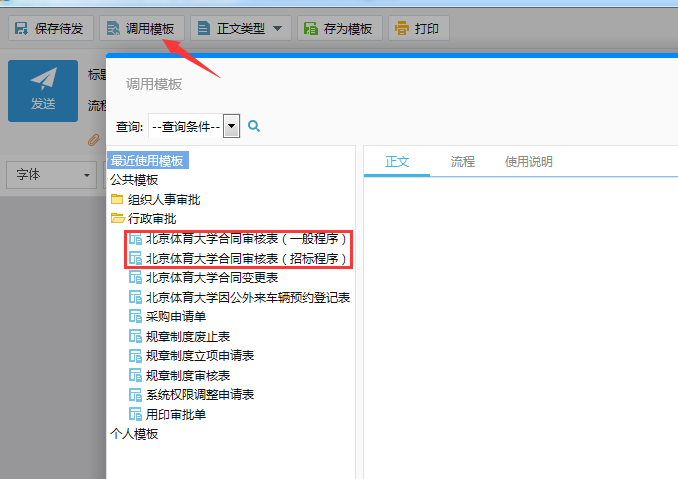 保存待发 调用模板 正文类型 存为模板 打印
发送
标题
流程
调用模板
查询: --查询条件--
字体
最近使用模板
公共模板
组织人事审批
行政审批
北京体育大学合同审核表（一般程序）
北京体育大学合同审核表（招标程序）
北京体育大学合同变更表
北京体育大学因公外来车辆预约登记表
采购申请单
规章制度废止表
规章制度立项申请表
规章制度审核表
系统权限调整申请表
用印审批单
个人模板
正文 流程 使用说明